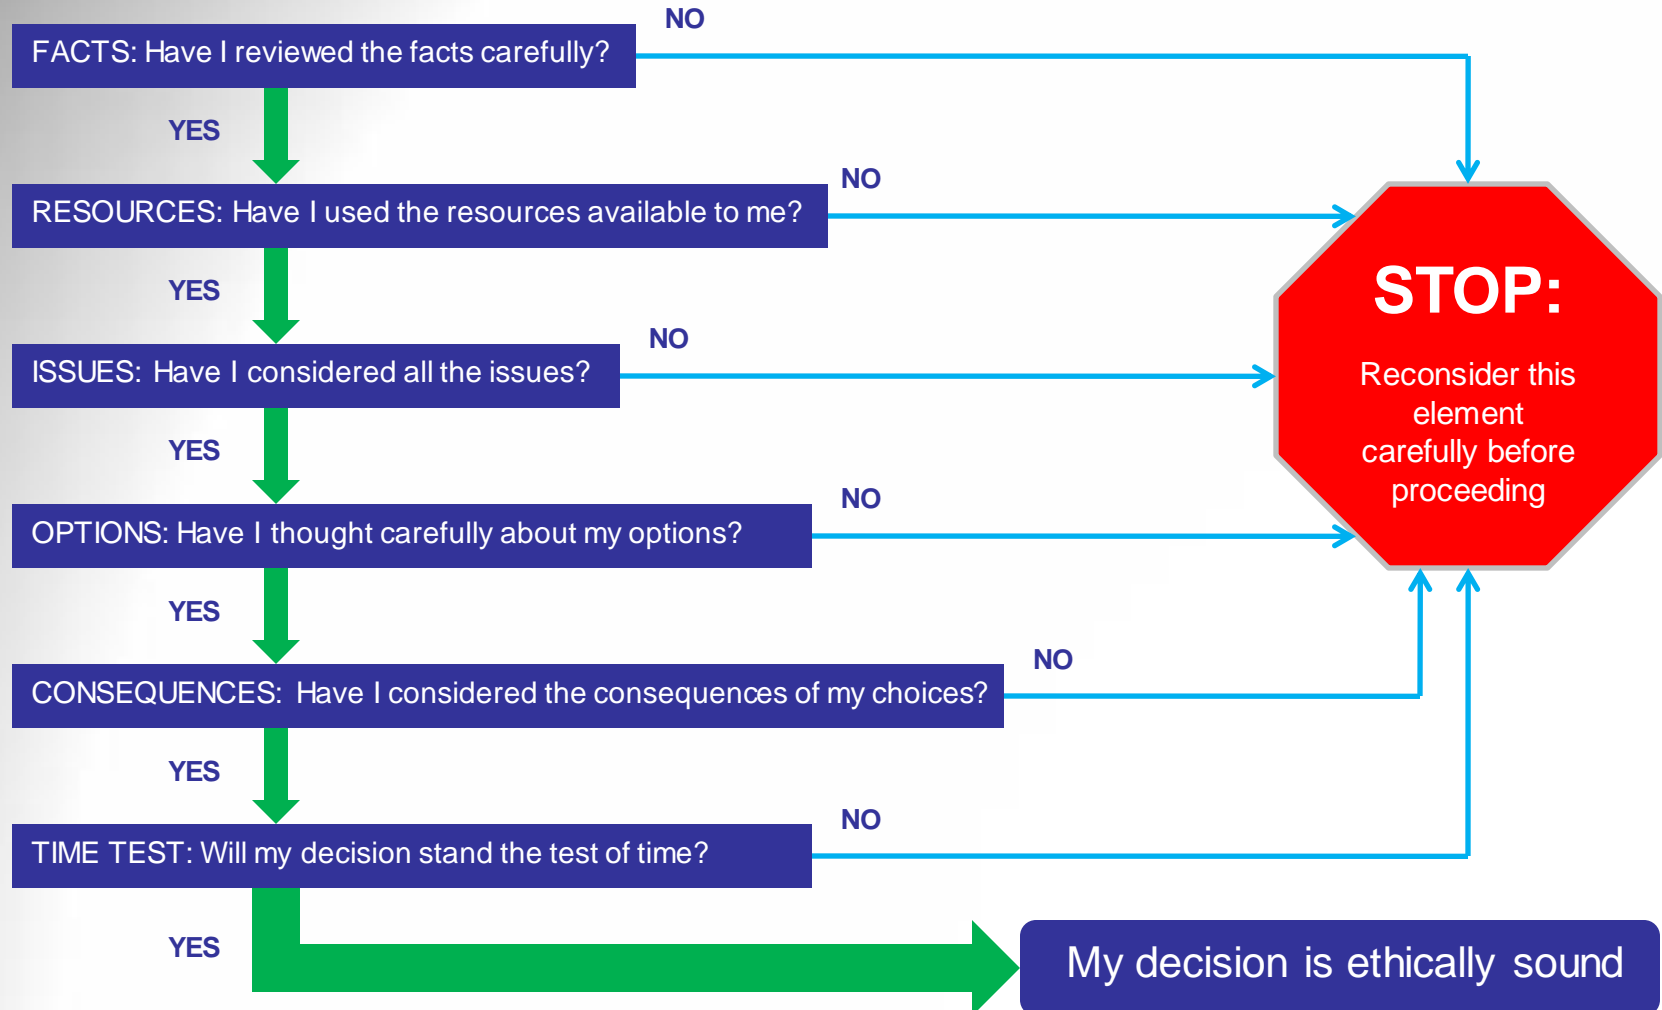 NO
FACTS: Have I reviewed the facts carefully?
YES
NO
RESOURCES: Have I used the resources available to me?
YES
NO
ISSUES: Have I considered all the issues?
YES
NO
OPTIONS: Have I thought carefully about my options?
YES
NO
CONSEQUENCES: Have I considered the consequences of my choices?
YES
NO
TIME TEST: Will my decision stand the test of time?
YES
My decision is ethically sound
STOP:
Reconsider this
element
carefully before
proceeding